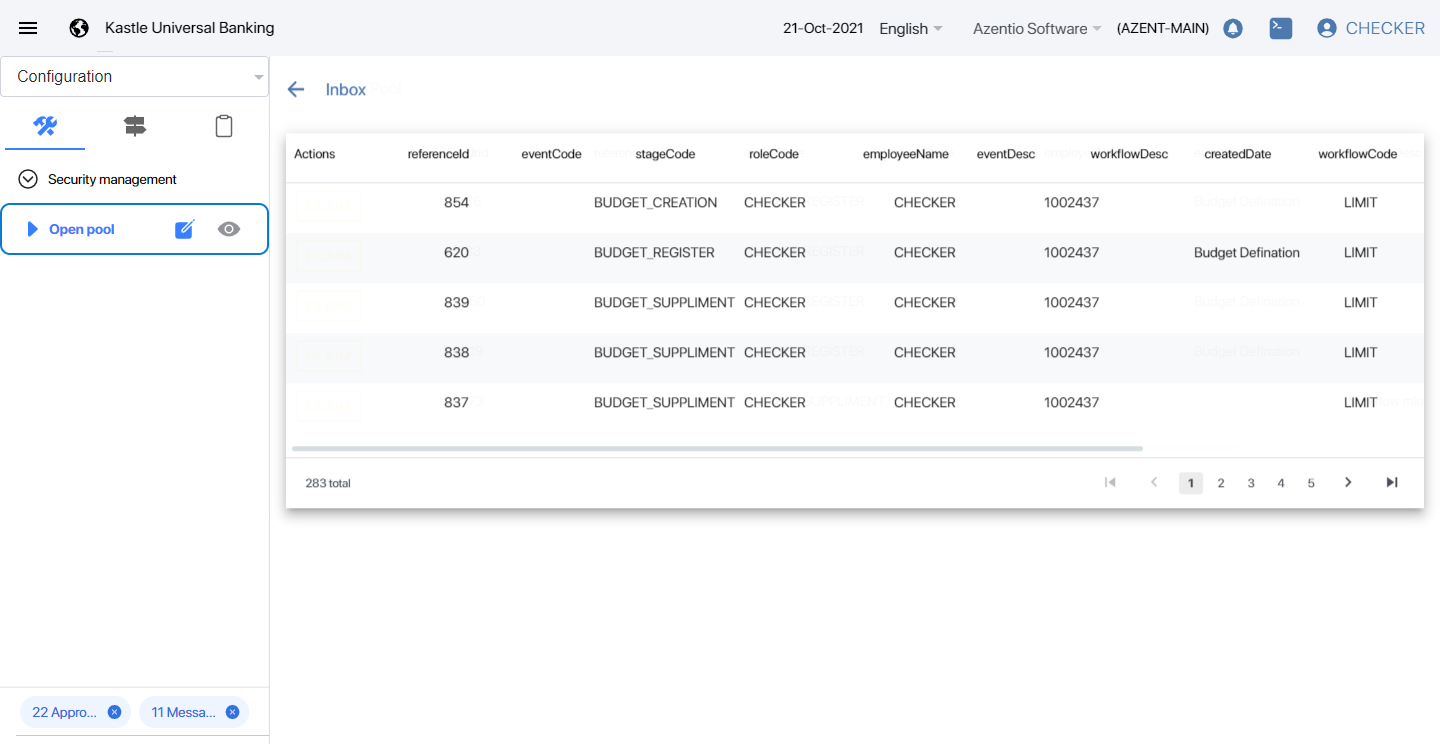 Kastle Universal Banking 21-Oct-2021 English Azentio Software (AZENT-MAIN) CHECKER
Configuration
Inbox
Security management
Open pool
Actions referenceId eventCode stageCode roleCode employeeName eventDesc workflowDesc createdDate workflowCode
854 BUDGET_CREATION CHECKER CHECKER 1002437 LIMIT
620 BUDGET_REGISTER CHECKER CHECKER 1002437 Budget Defination LIMIT
839 BUDGET_SUPPLIMENT CHECKER CHECKER 1002437 LIMIT
838 BUDGET_SUPPLIMENT CHECKER CHECKER 1002437 LIMIT
837 BUDGET_SUPPLIMENT CHECKER CHECKER 1002437 LIMIT
283 total 1 2 3 4 5
22 Appro... 11 Messa...